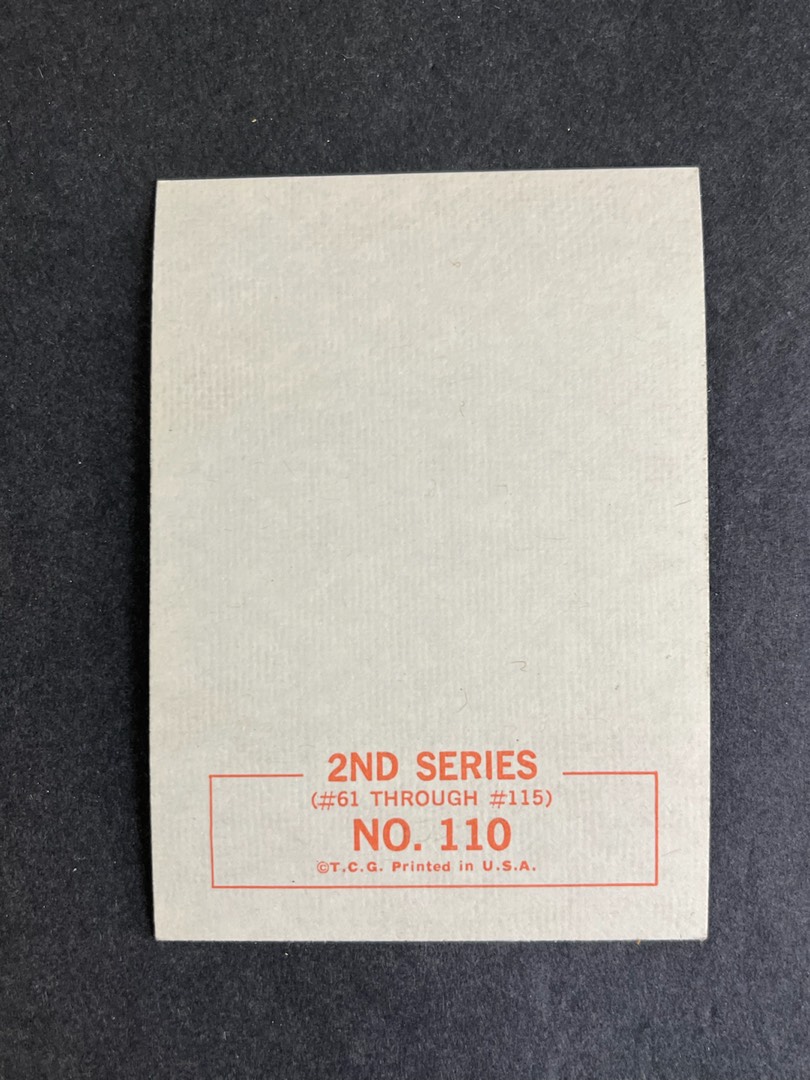 2ND SERIES
(#61 THROUGH #115)
NO. 110
©T.C.G. Printed in U.S.A.